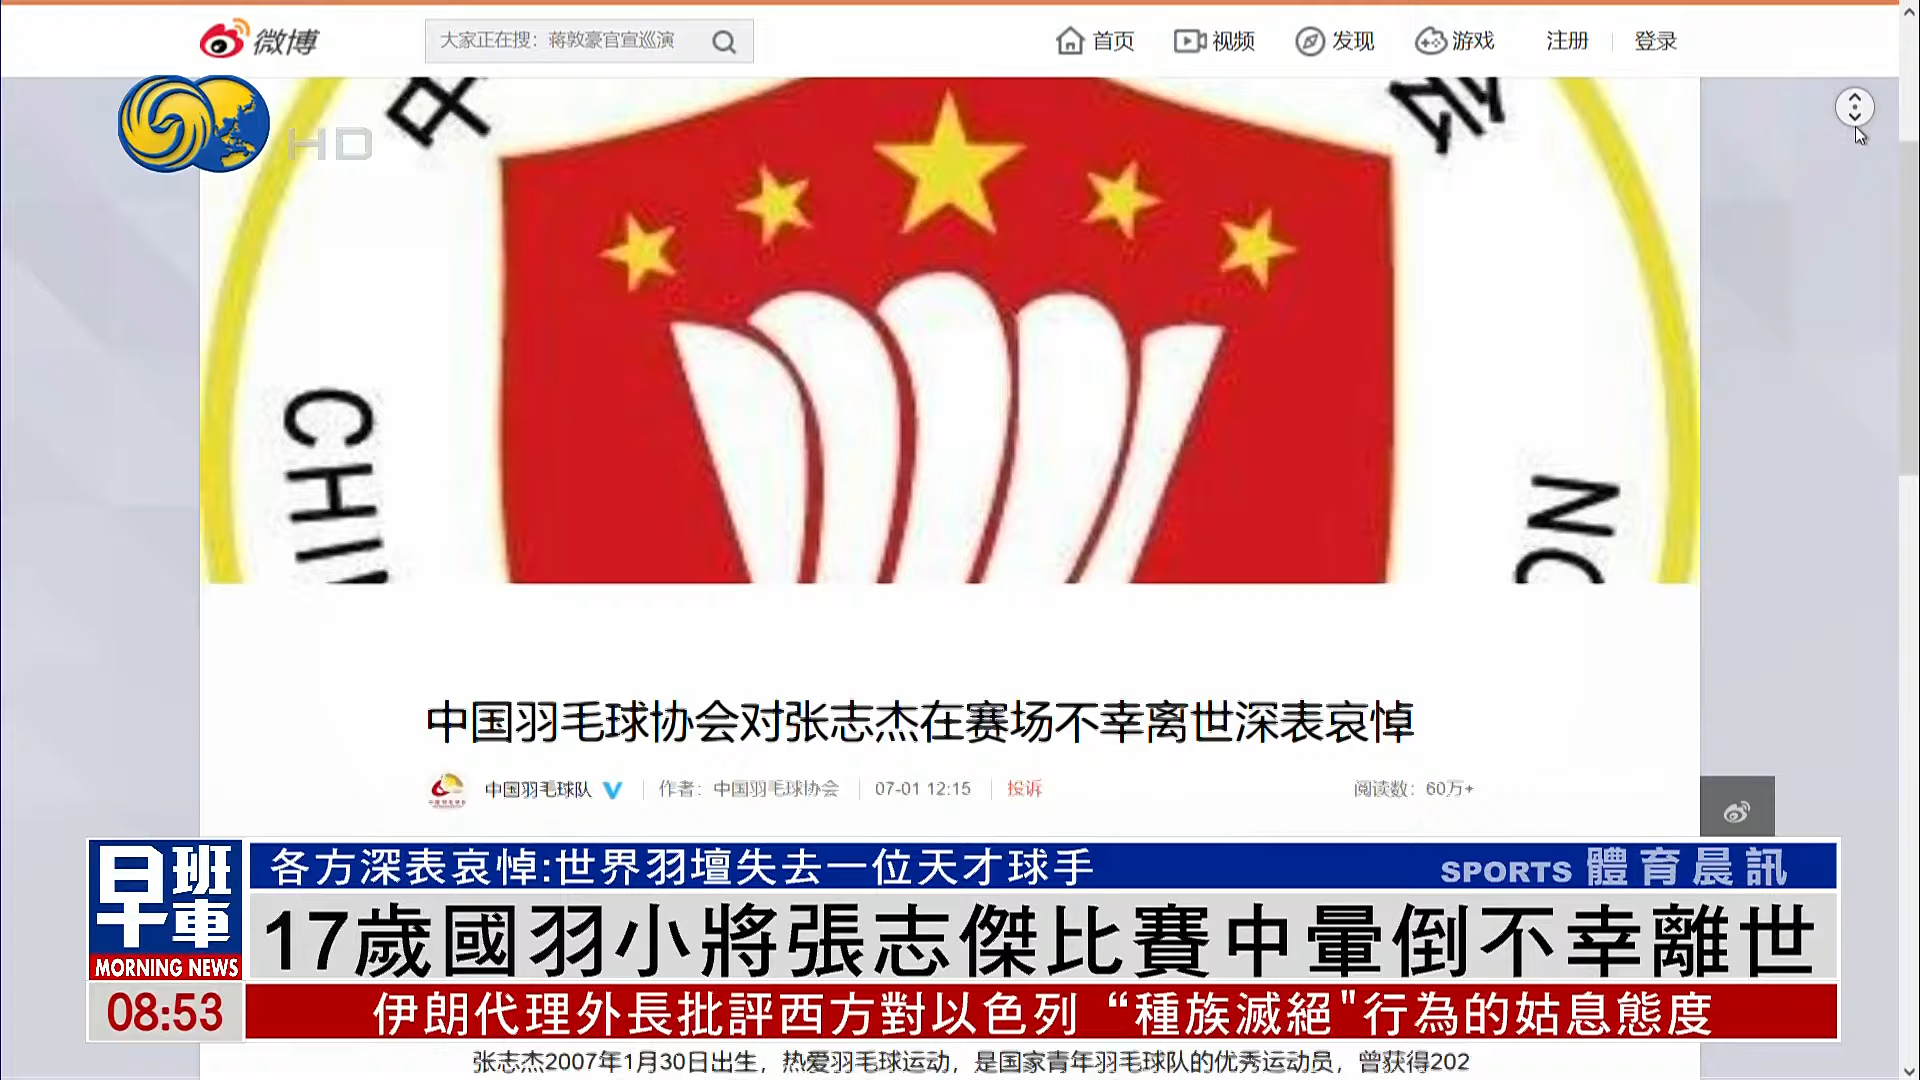 微博
大家正在搜：蒋敦豪官宣巡演
首页
视频
发现
游戏
注册
登录
HD
中
会
CHI
NO
中国羽毛球协会对张志杰在赛场不幸离世深表哀悼
中国羽毛球队
作者：中国羽毛球协会
07-01 12:15
投诉
阅读数：60万+
早班車
MORNING NEWS
08:53
各方深表哀悼:世界羽壇失去一位天才球手
SPORTS 體育晨訊
17歲國羽小將張志傑比賽中暈倒不幸離世
伊朗代理外長批評西方對以色列“種族滅絕"行為的姑息態度
张志杰2007年1月30日出生，热爱羽毛球运动，是国家青年羽毛球队的优秀运动员，曾获得202